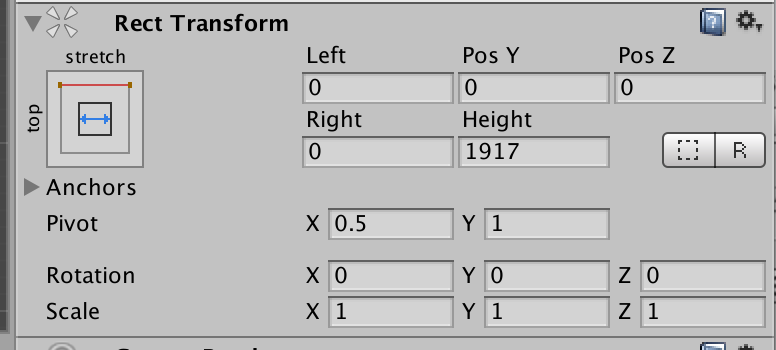 Rect Transform
stretch
top
Left Pos Y Pos Z
0 0 0
Right Height
0 1917
R
Anchors
Pivot X 0.5 Y 1
Rotation X 0 Y 0 Z 0
Scale X 1 Y 1 Z 1